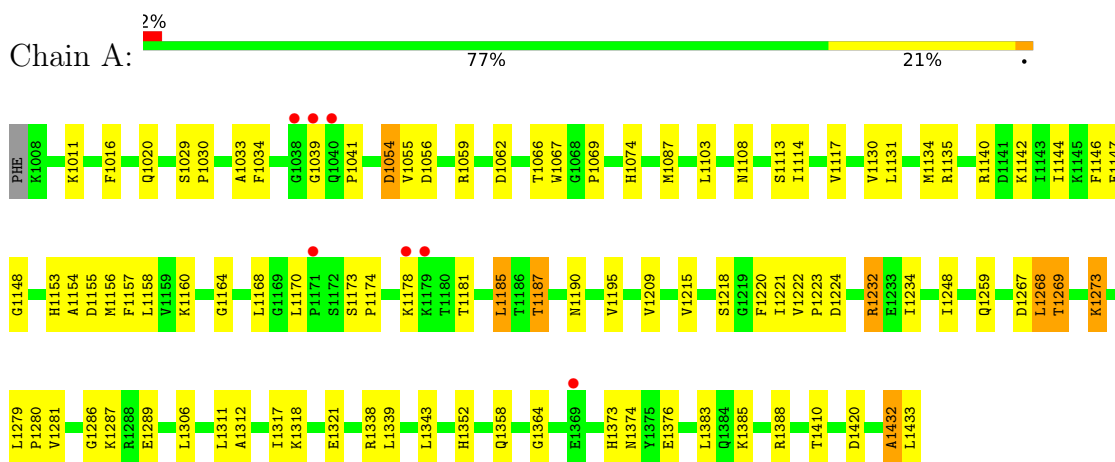 2%
Chain A:
77% 21% •
PHE K1008 K1011 F1016 Q1020 S1029 P1030 A1033 F1034 G1038 G1039 Q1040 P1041 D1054 V1055 D1056 R1059 D1062 T1066 W1067 G1068 P1069 H1074 M1087 L1103 N1108 S1113 I1114 V1117 V1130 L1131 M1134 R1135 R1140 D1141 K1142 I1143 I1144 K1145 F1146
G1148 H1153 A1154 D1155 M1156 F1157 L1158 V1159 K1160 G1164 L1168 G1169 L1170 P1171 S1172 S1173 P1174 K1178 K1179 T1180 T1181 L1185 T1186 T1187 N1190 V1195 V1209 V1215 S1218 G1219 F1220 I1221 V1222 P1223 D1224 R1232 E1233 I1234 I1248 Q1259 D1267 L1268 T1269 K1273
L1279 P1280 V1281 G1286 K1287 R1288 E1289 L1306 L1311 A1312 I1317 K1318 E1321 R1338 L1339 L1343 H1352 Q1358 G1364 E1369 H1373 N1374 Y1375 E1376 L1383 Q1384 K1385 R1388 T1410 D1420 A1432 L1433